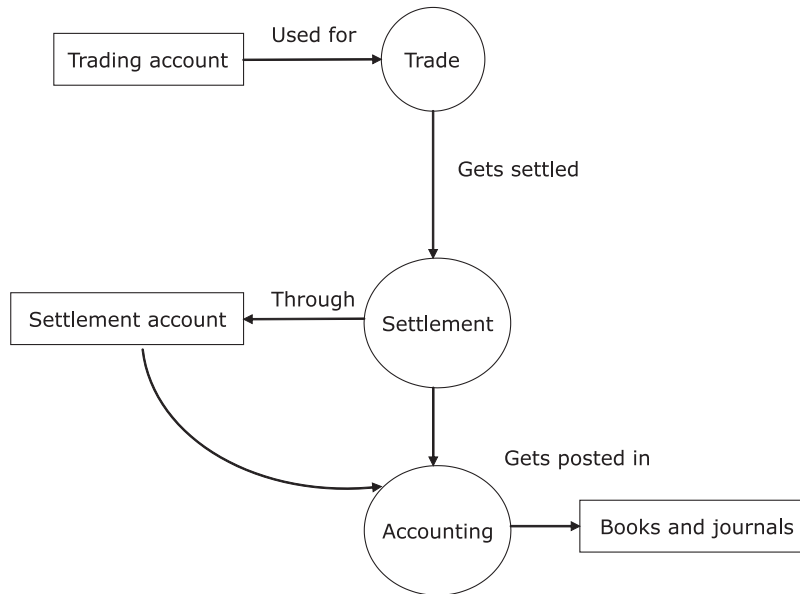 Used for
Trading account
Trade
Gets settled
Through
Settlement account
Settlement
Gets posted in
Accounting
Books and journals